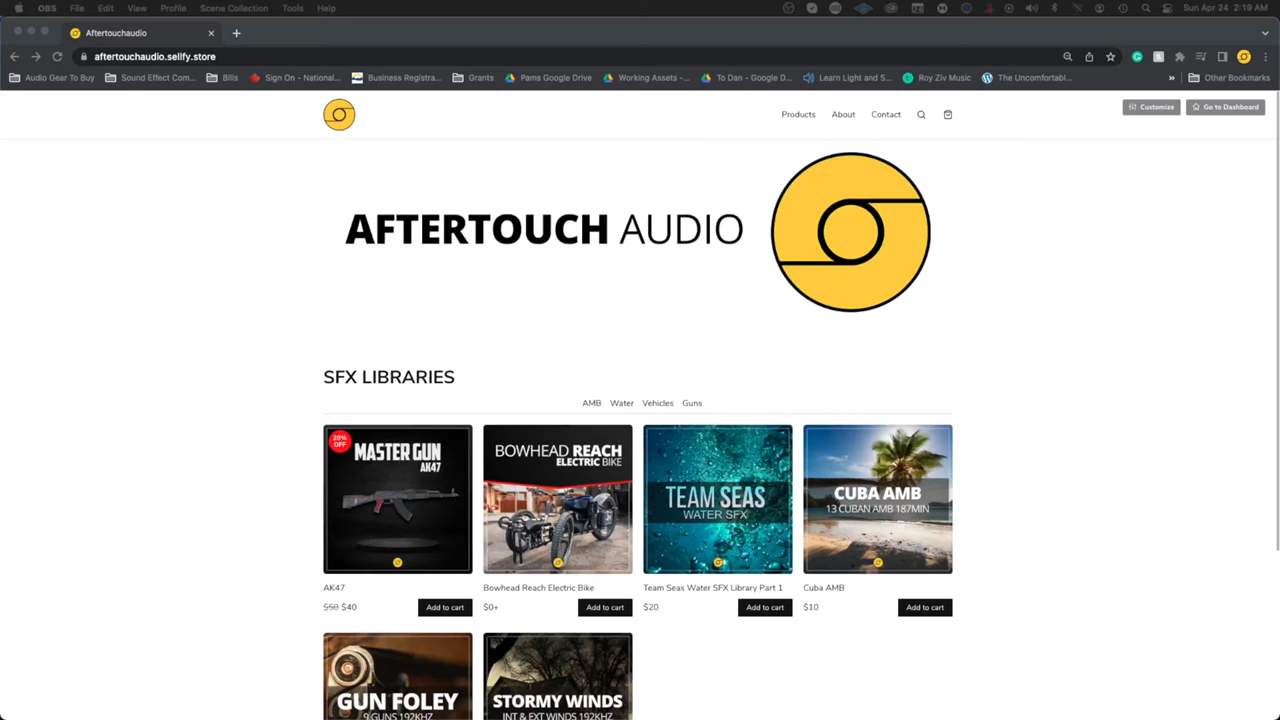 OBS File Edit View Profile Scene Collection Tools Help Sun Apr 24 2:19 AM
Aftertouchaudio
aftertouchaudio.sellfy.store
Audio Gear To Buy Sound Effect Com... Bills Sign On - National... Business Registra... Grants Pams Google Drive Working Assets -... To Dan - Google D... Learn Light and S... Roy Ziv Music The Uncomfortabl... » Other Bookmarks
Products About Contact Customize Go to Dashboard
AFTERTOUCH AUDIO
SFX LIBRARIES
AMB Water Vehicles Guns
20% OFF
MASTER GUN
AK47
BOWHEAD REACH
ELECTRIC BIKE
TEAM SEAS
WATER SFX
CUBA AMB
13 CUBAN AMB 187MIN
AK47 Bowhead Reach Electric Bike Team Seas Water SFX Library Part 1 Cuba AMB
$50 $40 Add to cart $0+ Add to cart $20 Add to cart $10 Add to cart
GUN FOLEY
9 GUNS 192KHZ
STORMY WINDS
INT & EXT WINDS 192KHZ